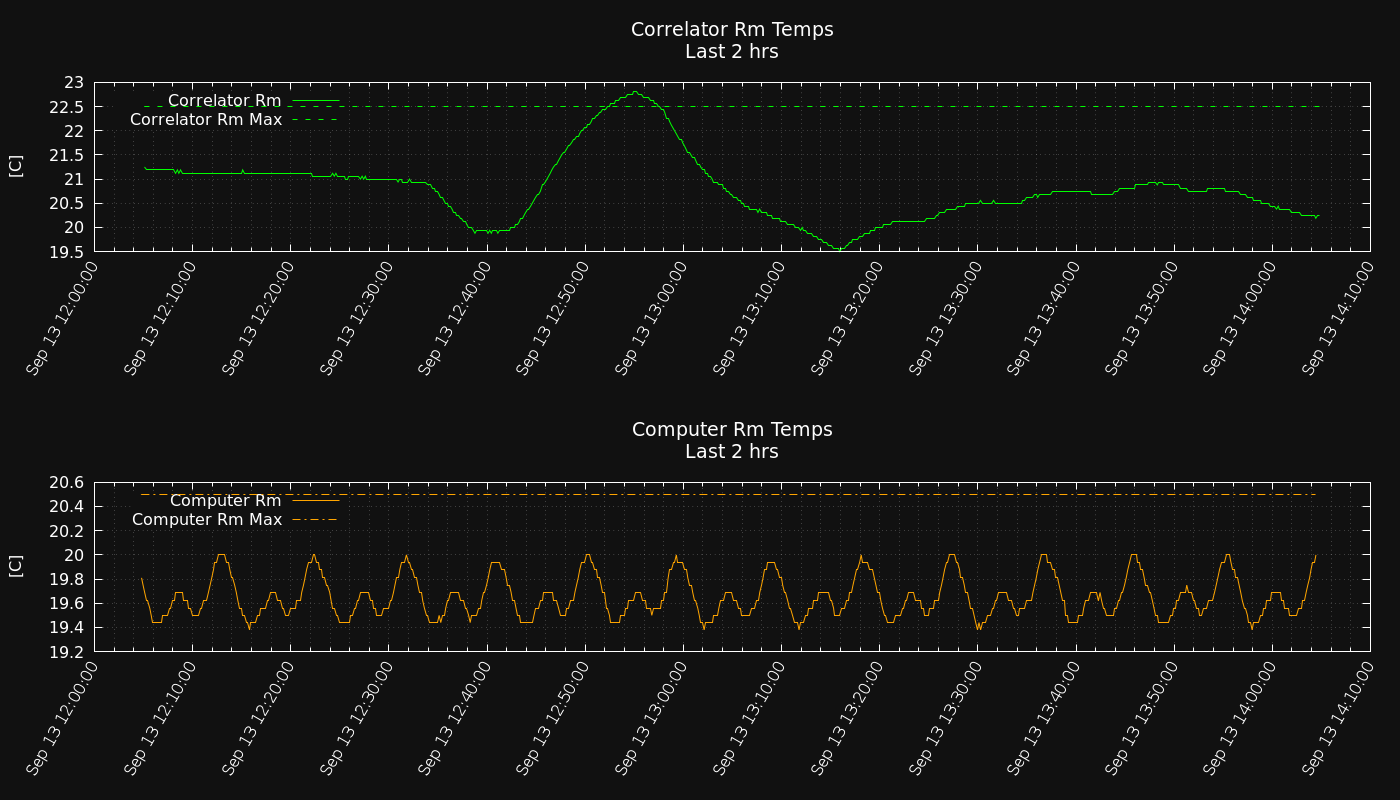 Correlator Rm Temps
Last 2 hrs
23
22.5
22
21.5
21
20.5
20
19.5
[C]
Correlator Rm
Correlator Rm Max
Sep 13 12:00:00
Sep 13 12:10:00
Sep 13 12:20:00
Sep 13 12:30:00
Sep 13 12:40:00
Sep 13 12:50:00
Sep 13 13:00:00
Sep 13 13:10:00
Sep 13 13:20:00
Sep 13 13:30:00
Sep 13 13:40:00
Sep 13 13:50:00
Sep 13 14:00:00
Sep 13 14:10:00
Computer Rm Temps
Last 2 hrs
20.6
20.4
20.2
20
19.8
19.6
19.4
19.2
[C]
Computer Rm
Computer Rm Max
Sep 13 12:00:00
Sep 13 12:10:00
Sep 13 12:20:00
Sep 13 12:30:00
Sep 13 12:40:00
Sep 13 12:50:00
Sep 13 13:00:00
Sep 13 13:10:00
Sep 13 13:20:00
Sep 13 13:30:00
Sep 13 13:40:00
Sep 13 13:50:00
Sep 13 14:00:00
Sep 13 14:10:00